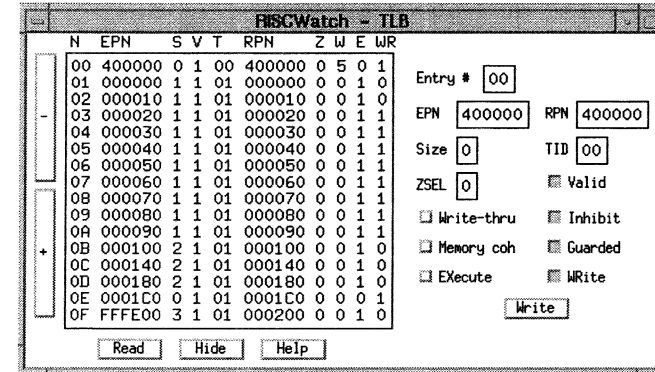 RISCWatch - TLB
N EPN S V T RPN Z W E WR
00 400000 0 1 00 400000 0 5 0 1
01 000000 1 1 01 000000 0 0 1 0
02 000010 1 1 01 000010 0 0 1 0
03 000020 1 1 01 000020 0 0 1 1
04 000030 1 1 01 000030 0 0 1 1
05 000040 1 1 01 000040 0 0 1 1
06 000050 1 1 01 000050 0 0 1 1
07 000060 1 1 01 000060 0 0 1 1
08 000070 1 1 01 000070 0 0 1 1
09 000080 1 1 01 000080 0 0 1 1
0A 000090 1 1 01 000090 0 0 1 1
0B 000100 2 1 01 000100 0 0 1 0
0C 000140 2 1 01 000140 0 0 1 0
0D 000180 2 1 01 000180 0 0 1 0
0E 0001C0 0 1 01 0001C0 0 0 0 1
0F FFFE00 3 1 01 000200 0 0 1 0
-
+
Entry # 00
EPN 400000 RPN 400000
Size 0 TID 00
ZSEL 0 Valid
Write-thru Inhibit
Memory coh Guarded
EXecute WRite
Write
Read Hide Help